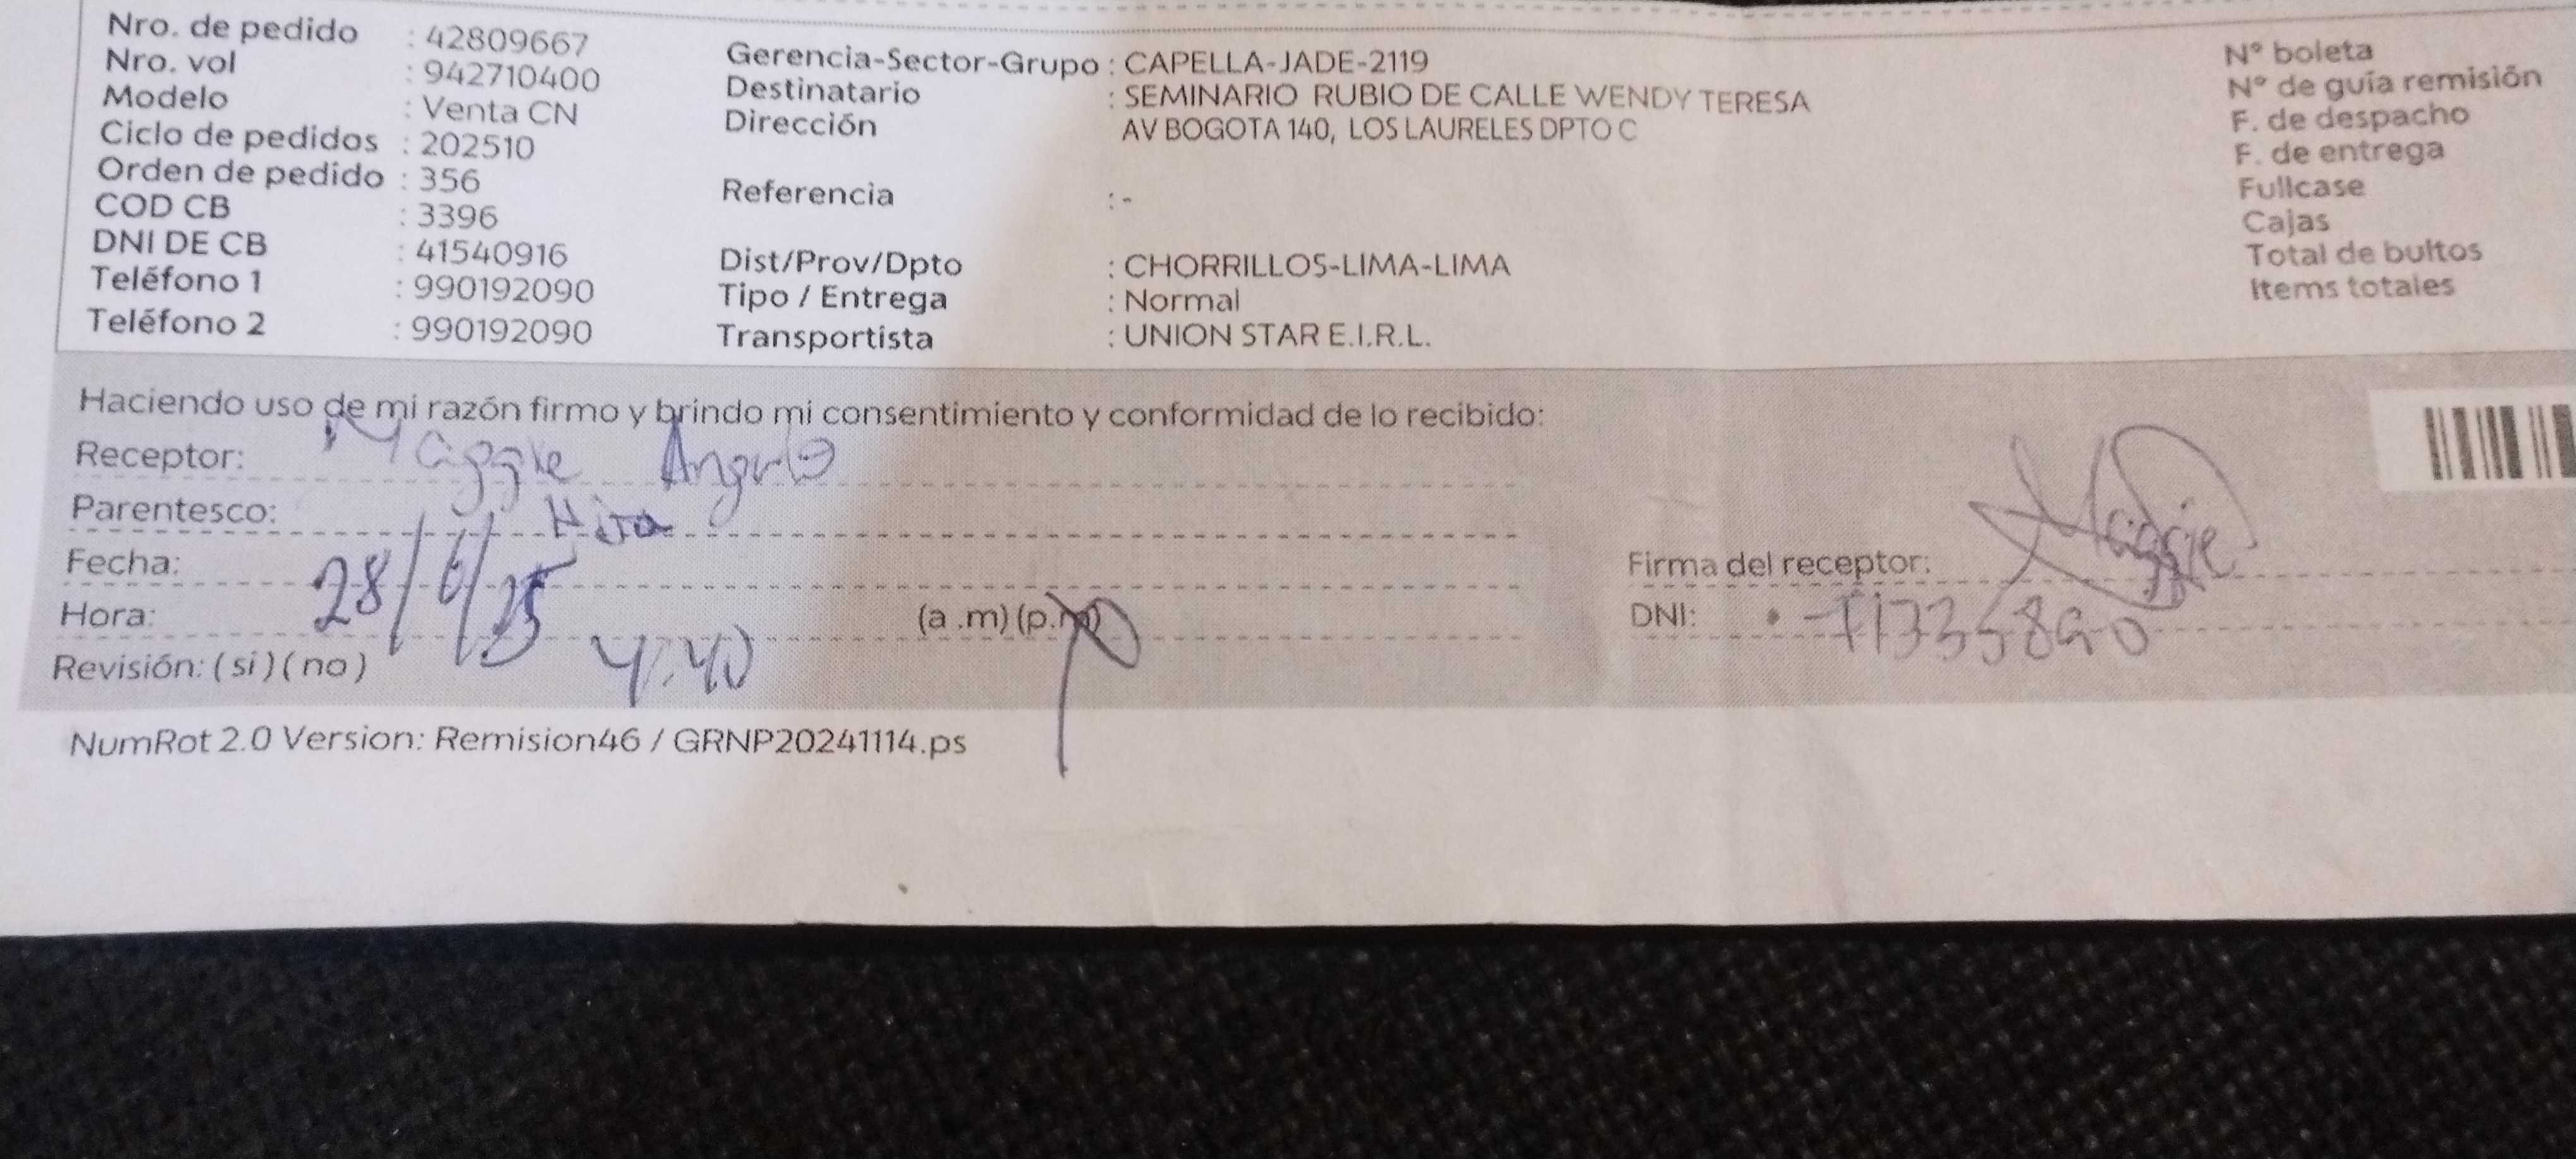 Nro. de pedido : 42809667
Nro. vol : 942710400
Modelo : Venta CN
Ciclo de pedidos : 202510
Orden de pedido : 356
COD CB : 3396
DNI DE CB : 41540916
Teléfono 1 : 990192090
Teléfono 2 : 990192090
Gerencia-Sector-Grupo : CAPELLA-JADE-2119
Destinatario : SEMINARIO RUBIO DE CALLE WENDY TERESA
Dirección AV BOGOTA 140, LOS LAURELES DPTO C
Referencia : -
Dist/Prov/Dpto : CHORRILLOS-LIMA-LIMA
Tipo / Entrega : Normal
Transportista : UNION STAR E.I.R.L.
N° boleta
N° de guía remisión
F. de despacho
F. de entrega
Fullcase
Cajas
Total de bultos
Items totales
Haciendo uso de mi razón firmo y brindo mi consentimiento y conformidad de lo recibido:
Receptor: Maggie Angulo
Parentesco: Hija
Fecha: 28/6/25
Hora: 4:40 (a .m) (p.m)
Revisión: ( si ) ( no )
Firma del receptor: Maggie
DNI:
NumRot 2.0 Version: Remision46 / GRNP20241114.ps